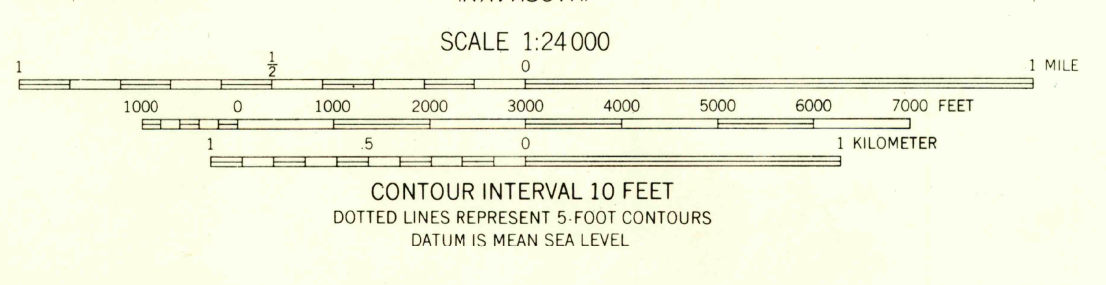 SCALE 1:24 000
1 1/2 0 1 MILE
1000 0 1000 2000 3000 4000 5000 6000 7000 FEET
1 .5 0 1 KILOMETER
CONTOUR INTERVAL 10 FEET
DOTTED LINES REPRESENT 5-FOOT CONTOURS
DATUM IS MEAN SEA LEVEL